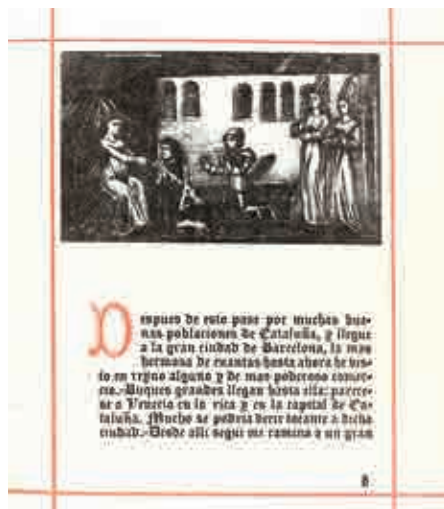 Despues de esto pase por muchas bue-
nas poblaciones de Cataluña, y llegue
a la gran ciudad de Barcelona, la mas
hermosa de cuantas hasta ahora he vis-
to en reyno alguno y de mas poderoso comer-
cio.-Buques grandes llegan hasta ella: parece-
se a Venecia en lo rica y es la capital de Ca-
taluña. Mucho se podria decir tocante a dicha
ciudad.-Desde alli segui mi camino a un gran
8